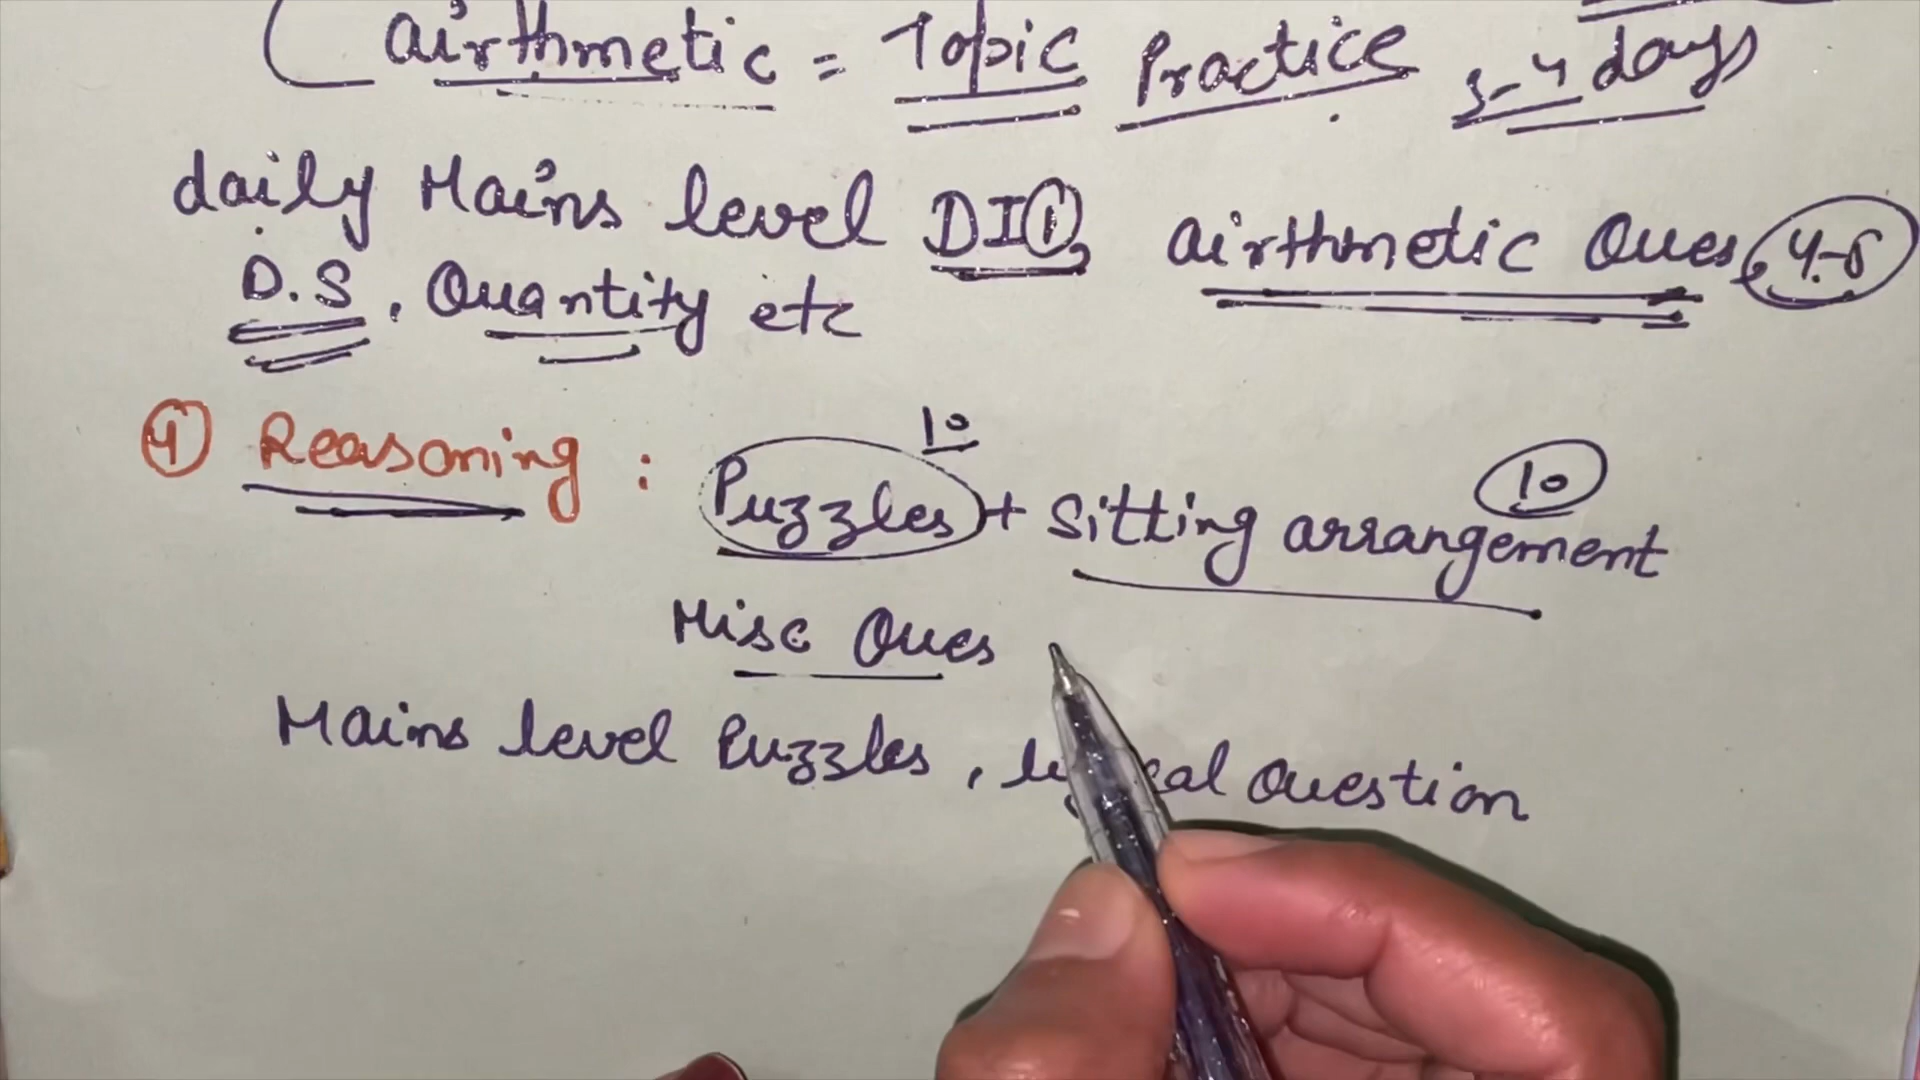 airthmetic = Topic Practice 3-4 days
daily Mains level DI 1, airthmetic Ques, 4-5
D.S, Quantity etc
4 Reasoning : Puzzles 10 + Sitting arrangement 10
Misc Ques
Mains level Puzzles, Question